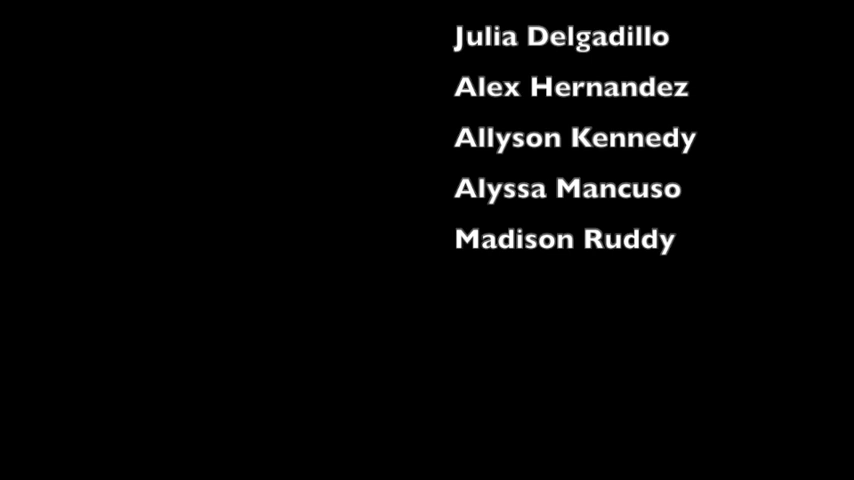 Julia Delgadillo
Alex Hernandez
Allyson Kennedy
Alyssa Mancuso
Madison Ruddy